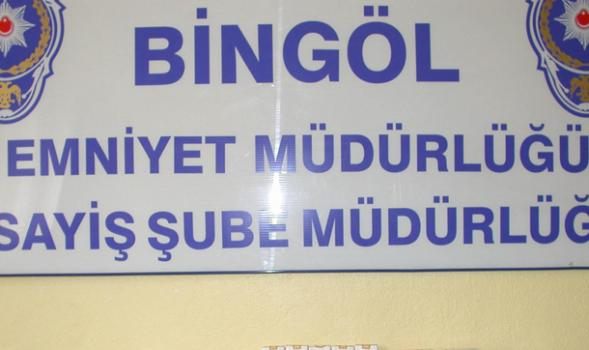 BİNGÖL
EMNİYET MÜDÜRLÜĞÜ
SAYİŞ ŞUBE MÜDÜRLÜĞ